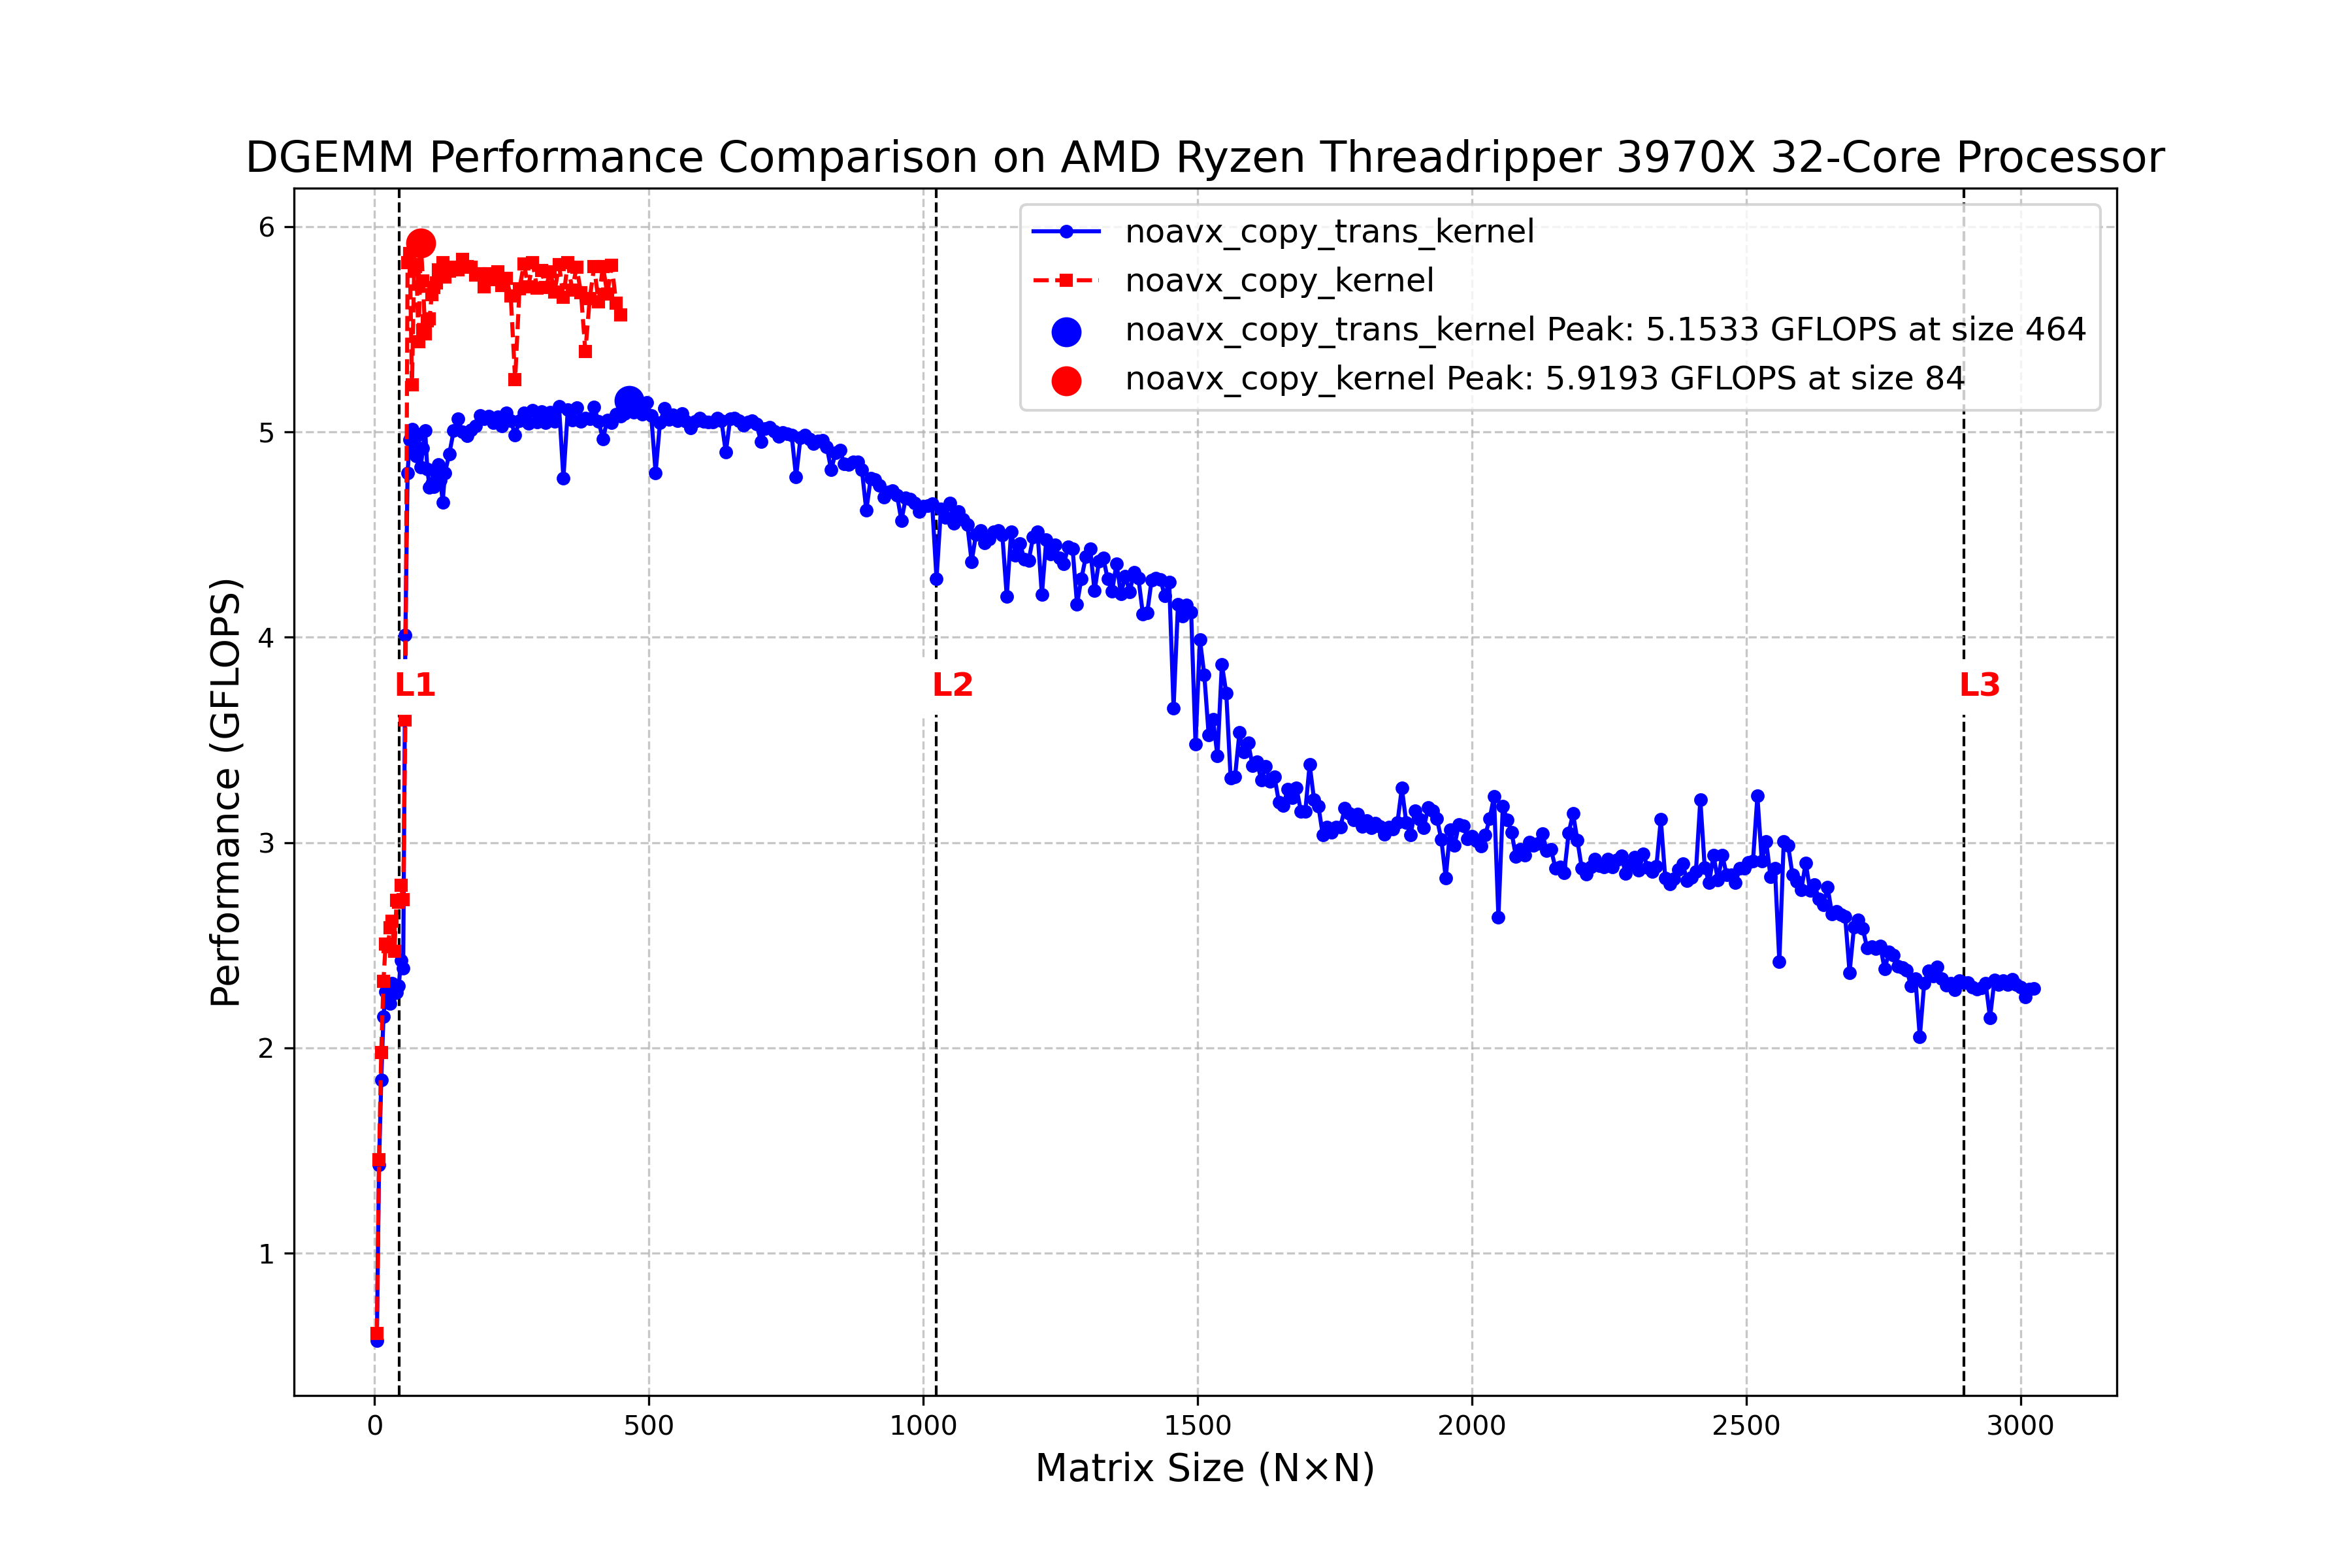 DGEMM Performance Comparison on AMD Ryzen Threadripper 3970X 32-Core Processor
noavx_copy_trans_kernel
noavx_copy_kernel
noavx_copy_trans_kernel Peak: 5.1533 GFLOPS at size 464
noavx_copy_kernel Peak: 5.9193 GFLOPS at size 84
Performance (GFLOPS)
6
5
4
3
2
1
L1
L2
L3
0
500
1000
1500
2000
2500
3000
Matrix Size (N×N)